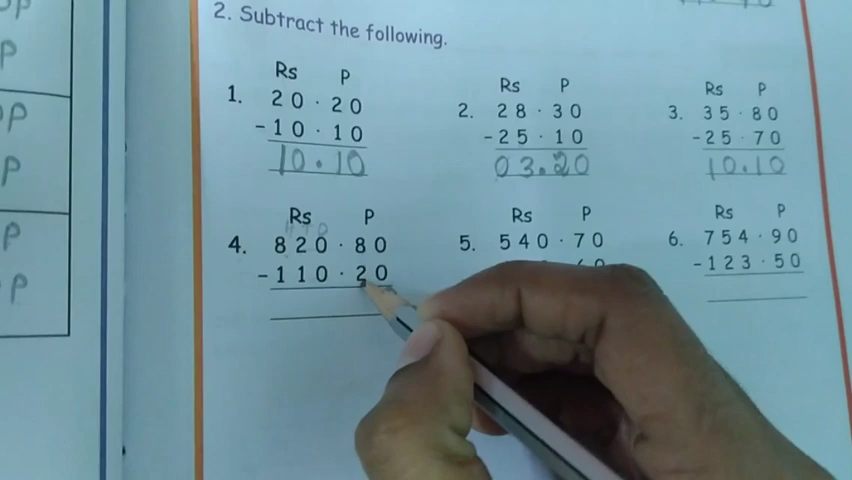 2. Subtract the following.
Rs P Rs P Rs P
1. 20.20 2. 28.30 3. 35.80
-10.10 -25.10 -25.70
10.10 03.20 10.10
Rs P Rs P Rs P
4. 820.80 5. 540.70 6. 754.90
-110.20 -123.50